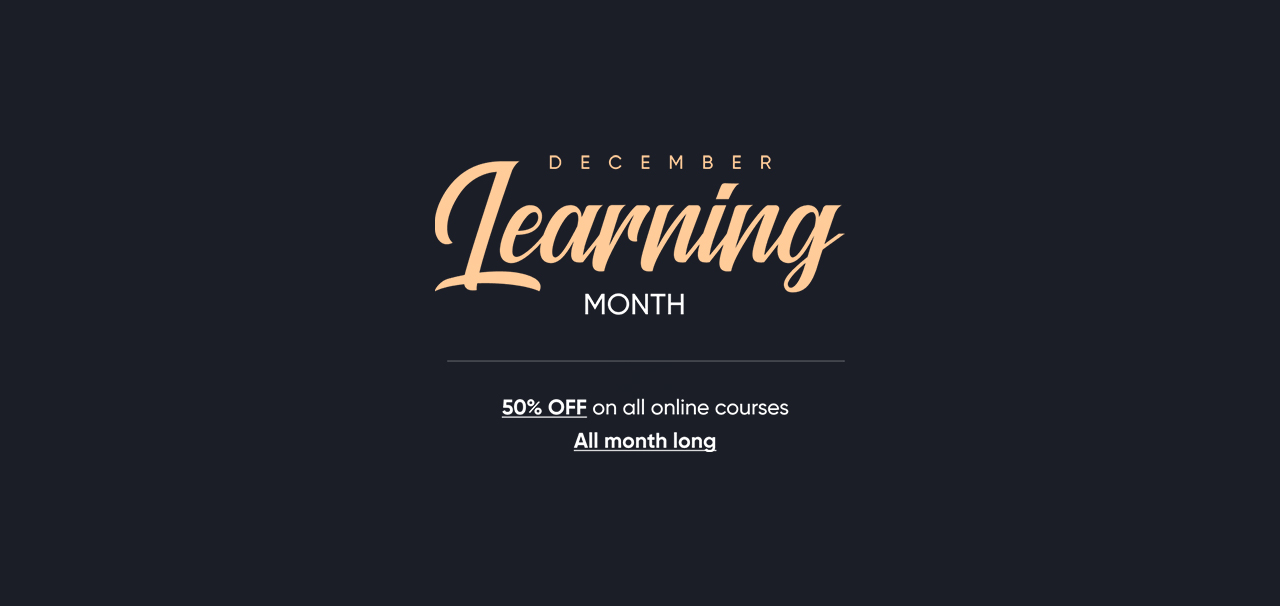 DECEMBER
Learning
MONTH
50% OFF on all online courses
All month long